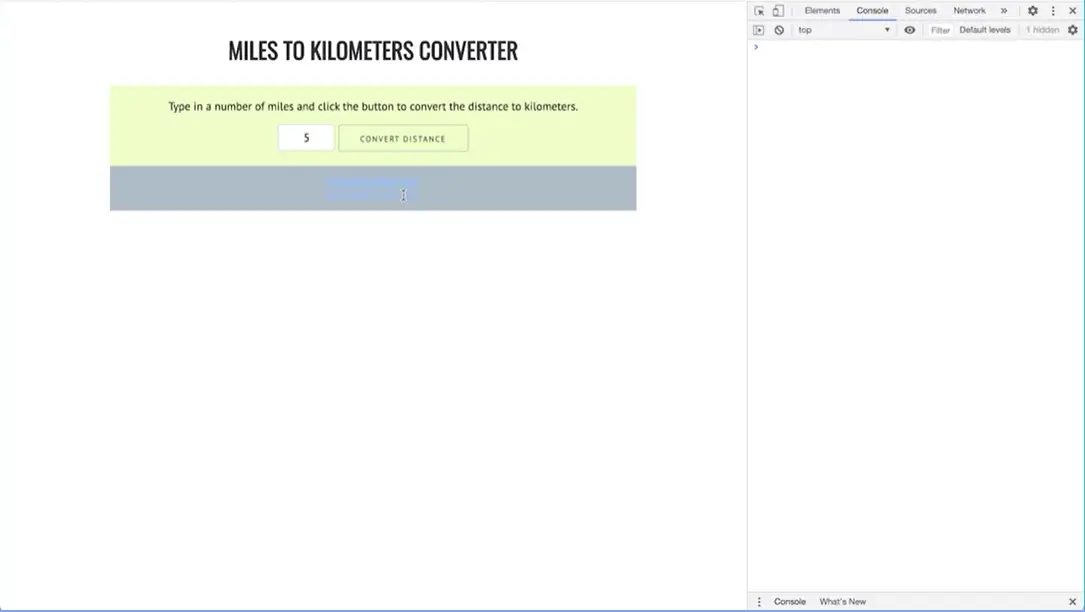 Elements Console Sources Network »
top Filter Default levels 1 hidden
MILES TO KILOMETERS CONVERTER
Type in a number of miles and click the button to convert the distance to kilometers.
5 CONVERT DISTANCE
Console What's New